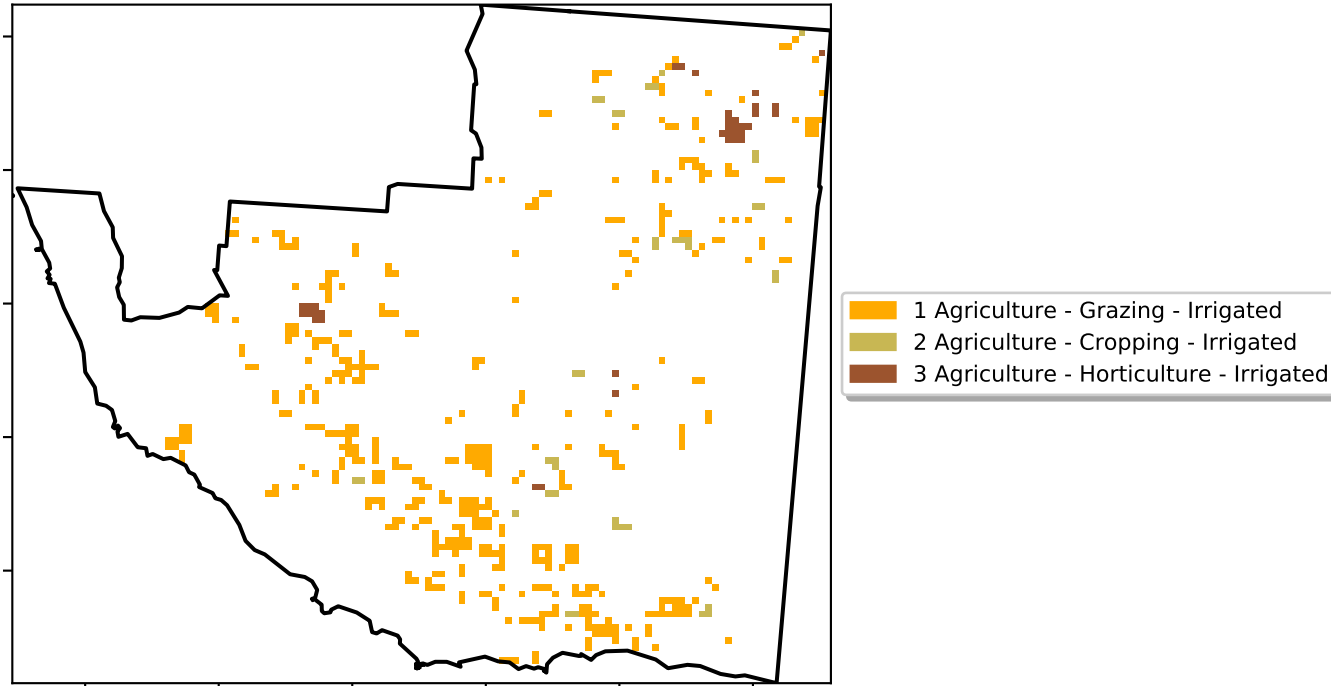 1 Agriculture - Grazing - Irrigated
2 Agriculture - Cropping - Irrigated
3 Agriculture - Horticulture - Irrigated